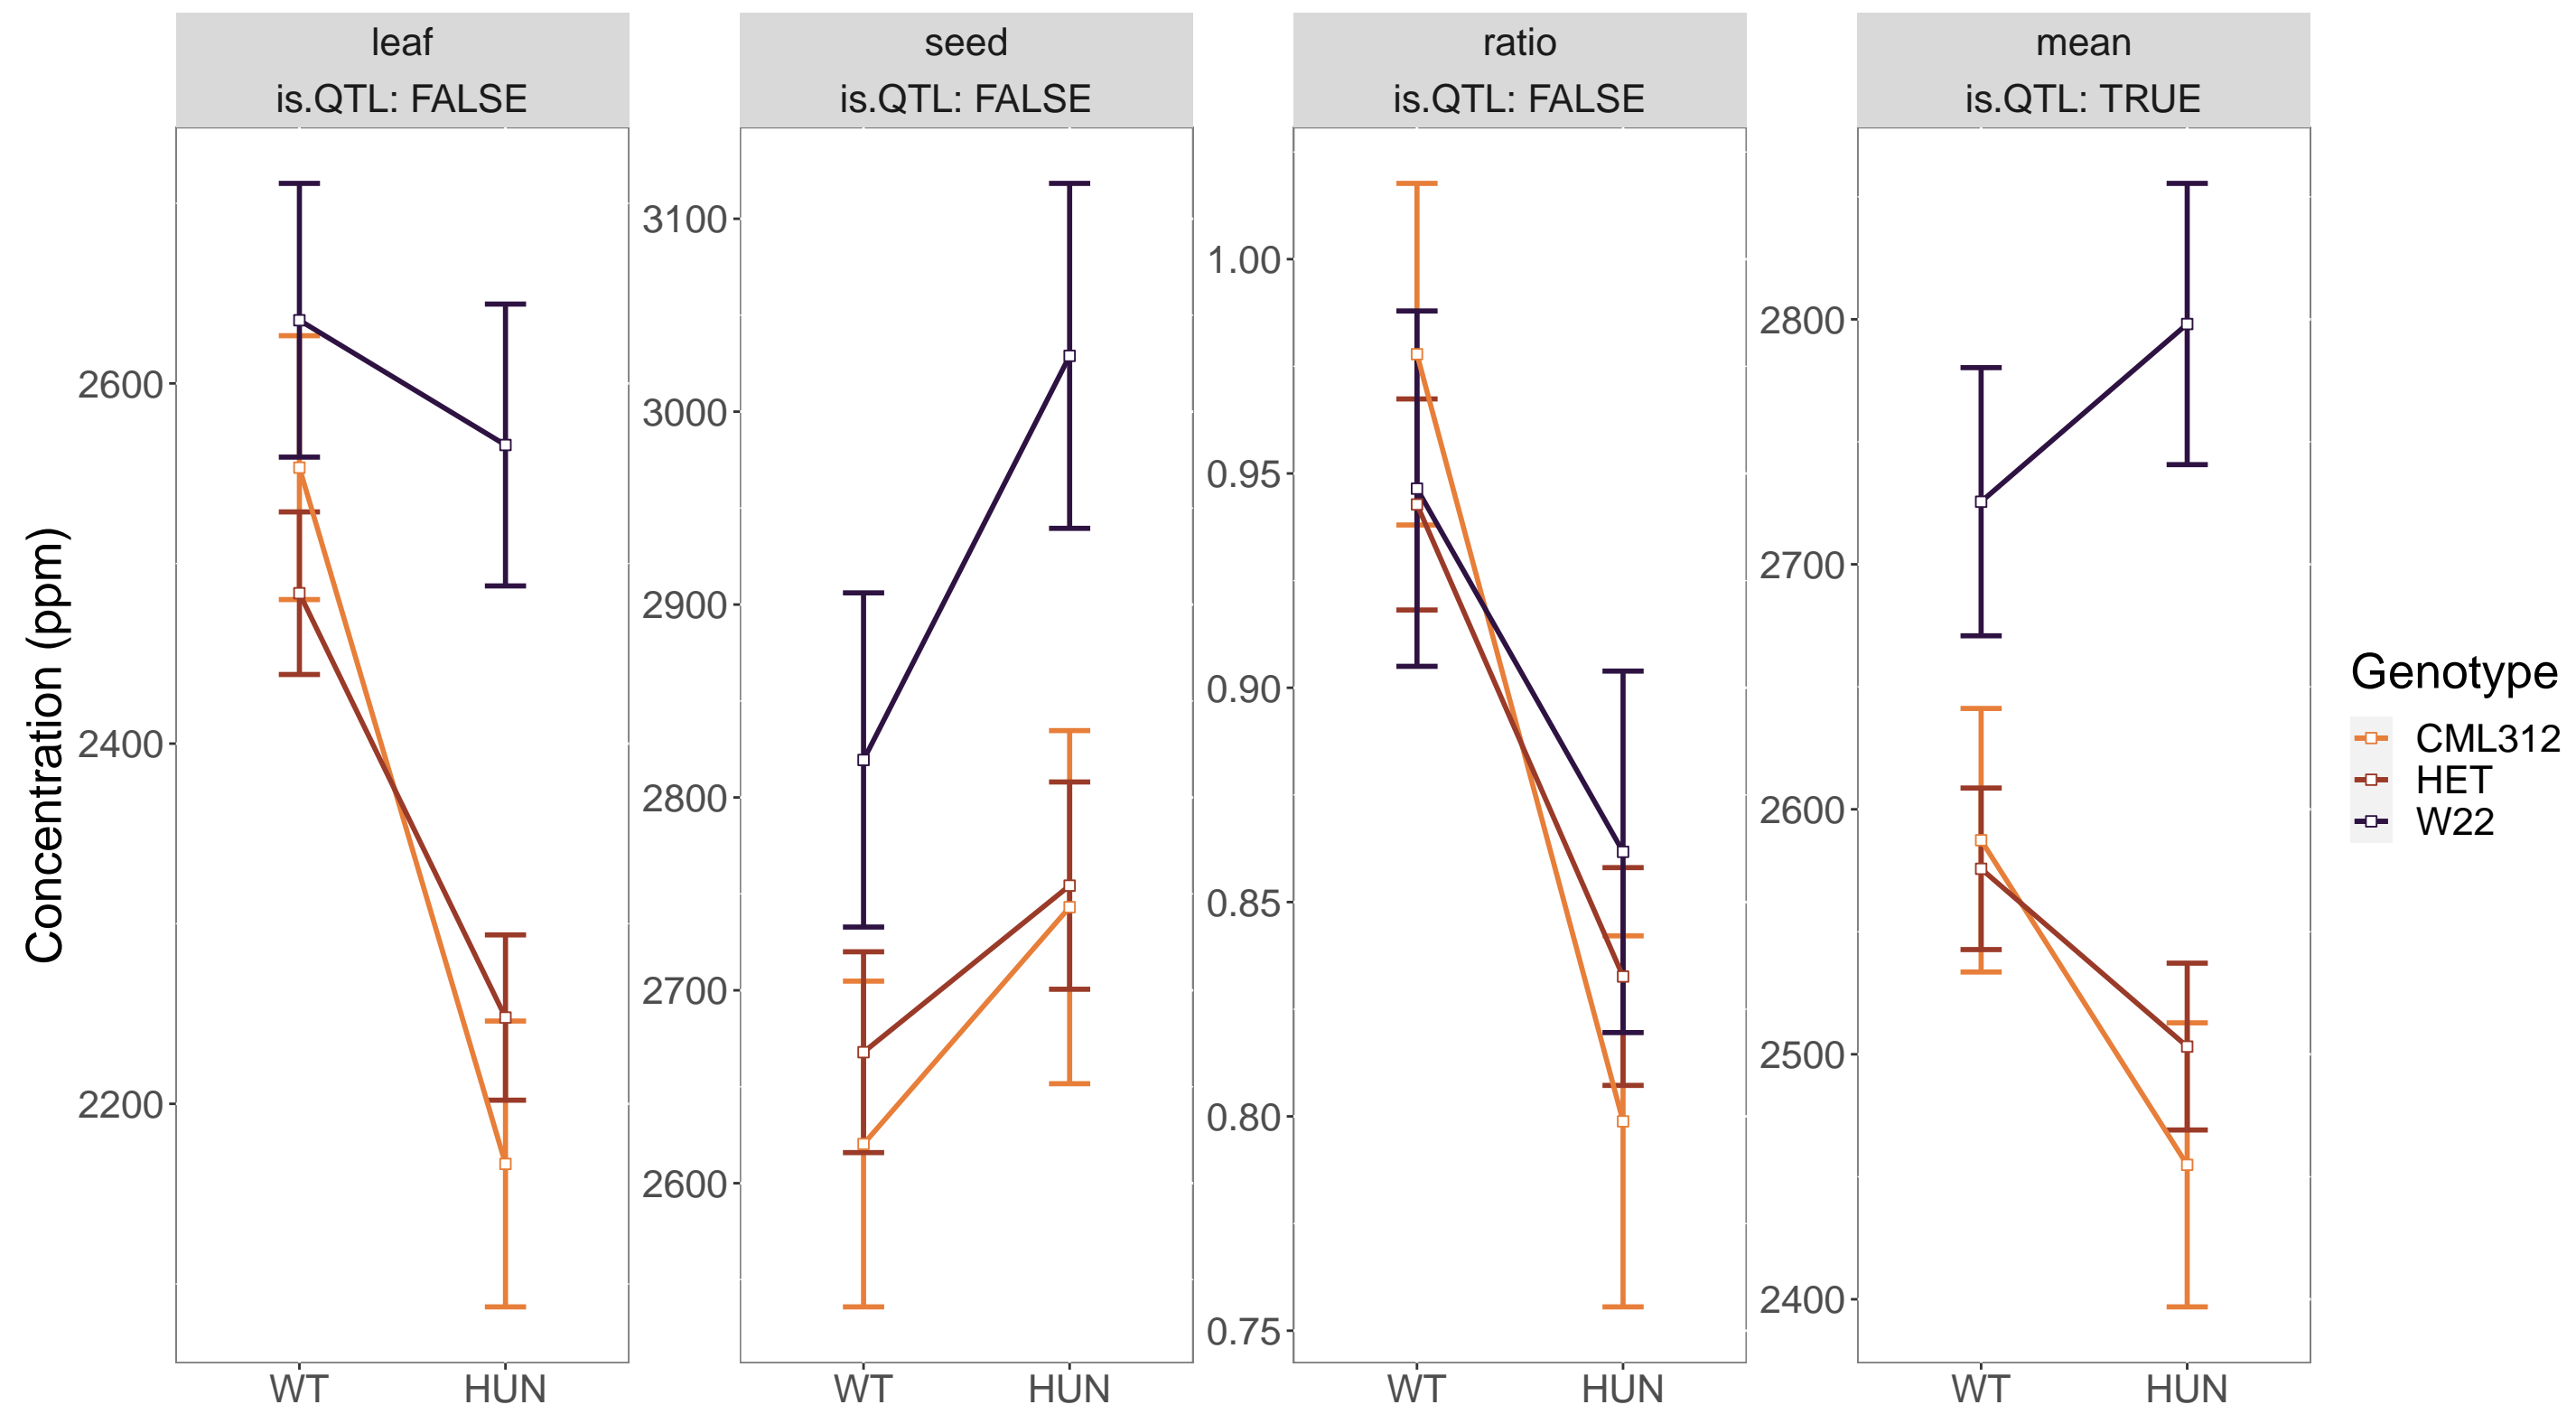 leaf
is.QTL: FALSE
seed
is.QTL: FALSE
ratio
is.QTL: FALSE
mean
is.QTL: TRUE
Concentration (ppm)
2600
2400
2200
3100
3000
2900
2800
2700
2600
1.00
0.95
0.90
0.85
0.80
0.75
2800
2700
2600
2500
2400
WT HUN
WT HUN
WT HUN
WT HUN
Genotype
CML312
HET
W22